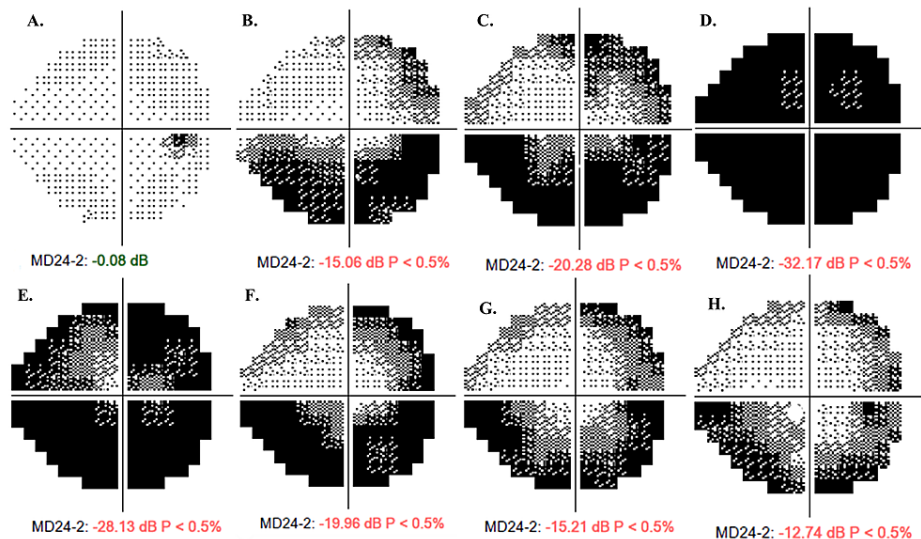 A.
B.
C.
D.
MD24-2: -0.08 dB
MD24-2: -15.06 dB P < 0.5%
MD24-2: -20.28 dB P < 0.5%
MD24-2: -32.17 dB P < 0.5%
E.
F.
G.
H.
MD24-2: -28.13 dB P < 0.5%
MD24-2: -19.96 dB P < 0.5%
MD24-2: -15.21 dB P < 0.5%
MD24-2: -12.74 dB P < 0.5%